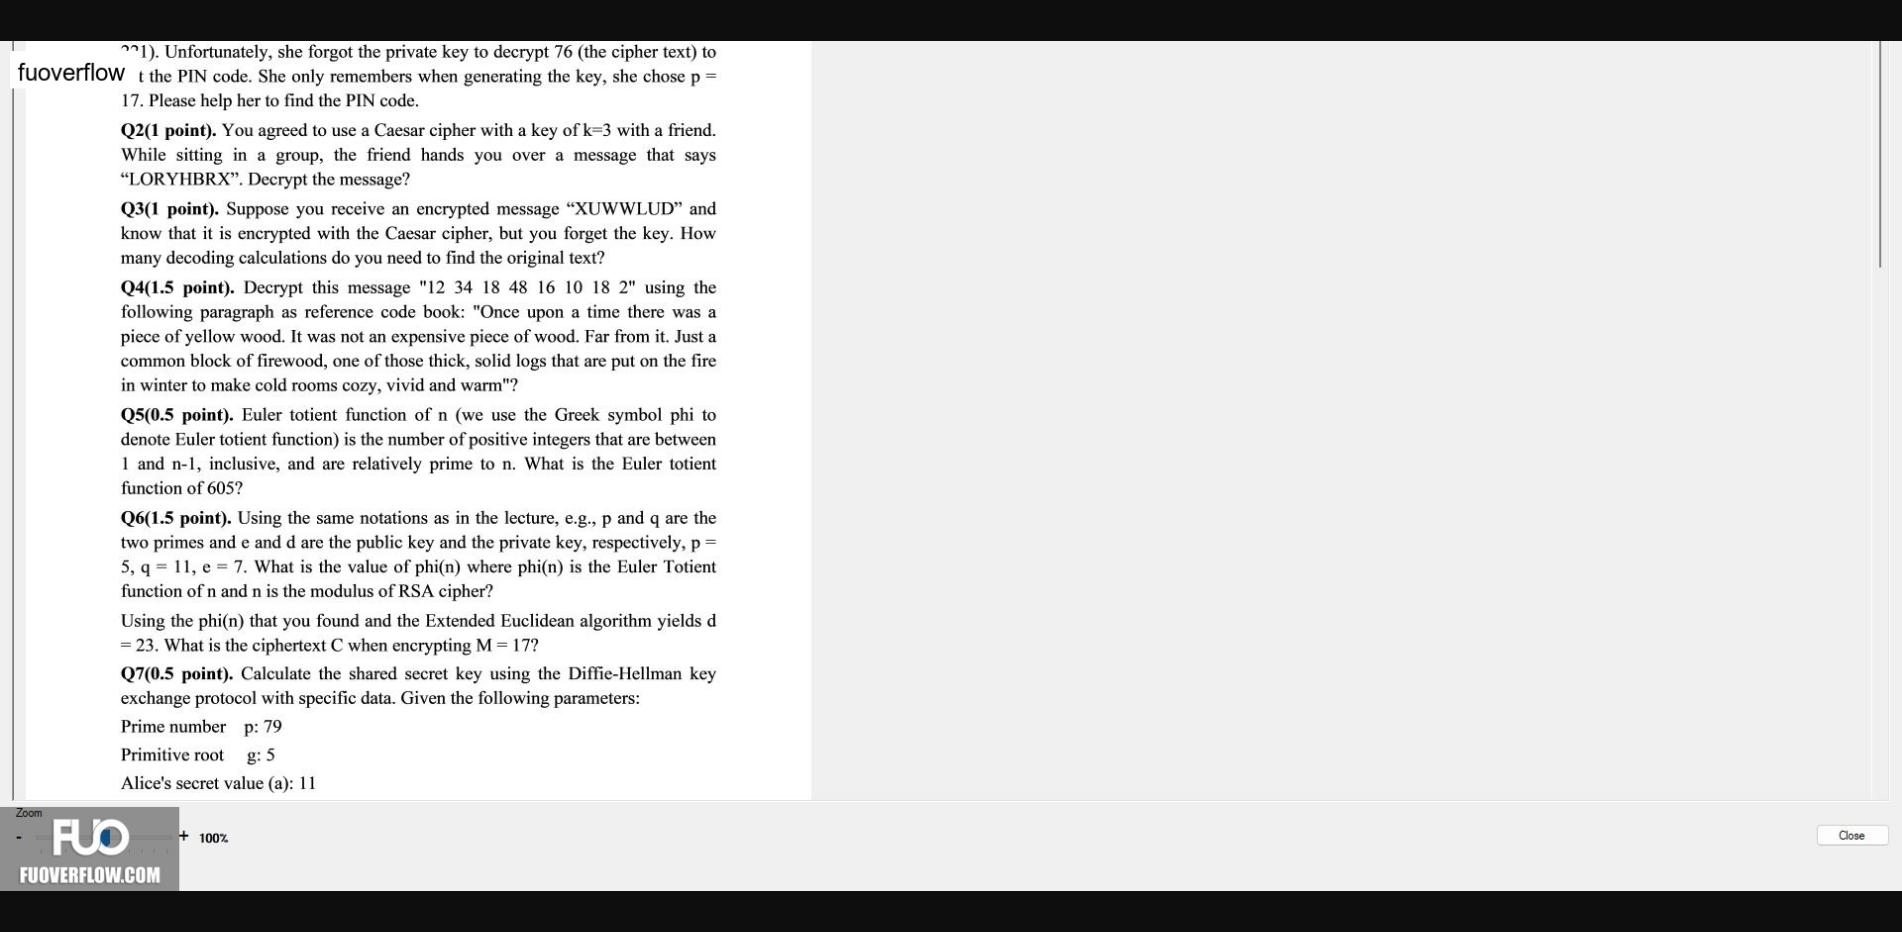 221). Unfortunately, she forgot the private key to decrypt 76 (the cipher text) to
fuoverflow
t the PIN code. She only remembers when generating the key, she chose p =
17. Please help her to find the PIN code.
Q2(1 point). You agreed to use a Caesar cipher with a key of k=3 with a friend.
While sitting in a group, the friend hands you over a message that says
“LORYHBRX”. Decrypt the message?
Q3(1 point). Suppose you receive an encrypted message “XUWWLUD” and
know that it is encrypted with the Caesar cipher, but you forget the key. How
many decoding calculations do you need to find the original text?
Q4(1.5 point). Decrypt this message "12 34 18 48 16 10 18 2" using the
following paragraph as reference code book: "Once upon a time there was a
piece of yellow wood. It was not an expensive piece of wood. Far from it. Just a
common block of firewood, one of those thick, solid logs that are put on the fire
in winter to make cold rooms cozy, vivid and warm"?
Q5(0.5 point). Euler totient function of n (we use the Greek symbol phi to
denote Euler totient function) is the number of positive integers that are between
1 and n-1, inclusive, and are relatively prime to n. What is the Euler totient
function of 605?
Q6(1.5 point). Using the same notations as in the lecture, e.g., p and q are the
two primes and e and d are the public key and the private key, respectively, p =
5, q = 11, e = 7. What is the value of phi(n) where phi(n) is the Euler Totient
function of n and n is the modulus of RSA cipher?
Using the phi(n) that you found and the Extended Euclidean algorithm yields d
= 23. What is the ciphertext C when encrypting M = 17?
Q7(0.5 point). Calculate the shared secret key using the Diffie-Hellman key
exchange protocol with specific data. Given the following parameters:
Prime number p: 79
Primitive root g: 5
Alice's secret value (a): 11
Zoom
- + 100%
Close
FUO
FUOVERFLOW.COM